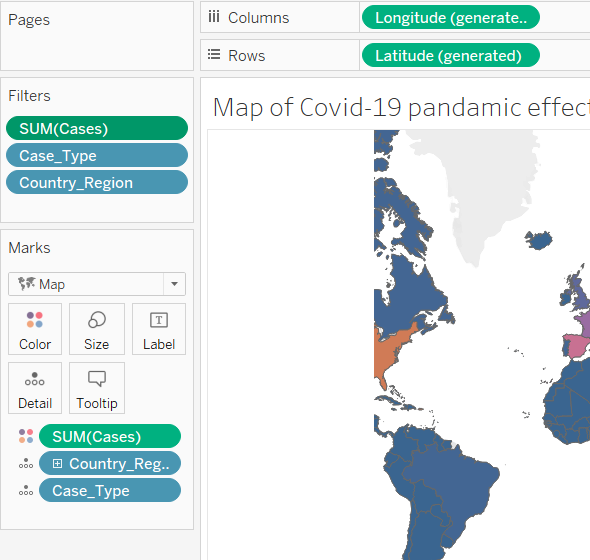 Pages
Columns
Longitude (generate..
Rows
Latitude (generated)
Filters
SUM(Cases)
Case_Type
Country_Region
Map of Covid-19 pandamic effect
Marks
Map
Color
Size
Label
Detail
Tooltip
SUM(Cases)
Country_Reg..
Case_Type